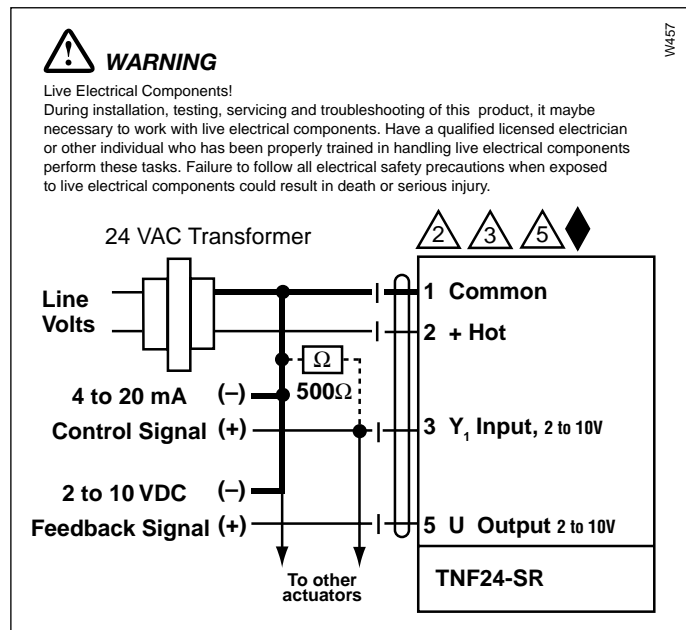 W457
! WARNING
Live Electrical Components!
During installation, testing, servicing and troubleshooting of this product, it maybe
necessary to work with live electrical components. Have a qualified licensed electrician
or other individual who has been properly trained in handling live electrical components
perform these tasks. Failure to follow all electrical safety precautions when exposed
to live electrical components could result in death or serious injury.
24 VAC Transformer
2 3 5
Line
Volts
1 Common
2 + Hot
Ω
500Ω
4 to 20 mA (–)
Control Signal (+)
3 Y₁ Input, 2 to 10V
2 to 10 VDC (–)
Feedback Signal (+)
5 U Output 2 to 10V
To other
actuators
TNF24-SR